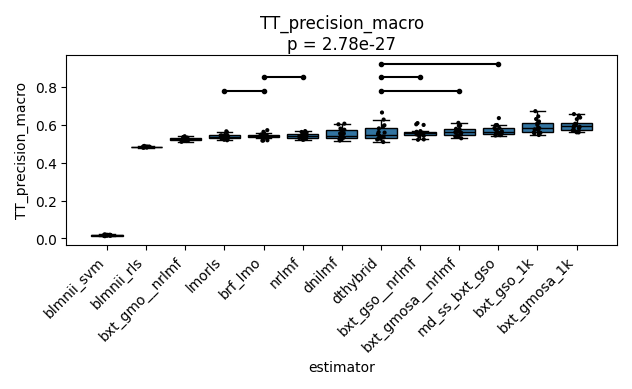 TT_precision_macro
p = 2.78e-27
TT_precision_macro
0.8
0.6
0.4
0.2
0.0
blmnii_svm
blmnii_rls
bxt_gmo__nrlmf
lmorls
brf_lmo
nrlmf
dnilmf
dthybrid
bxt_gso__nrlmf
bxt_gmosa__nrlmf
md_ss_bxt_gso
bxt_gso_1k
bxt_gmosa_1k
estimator